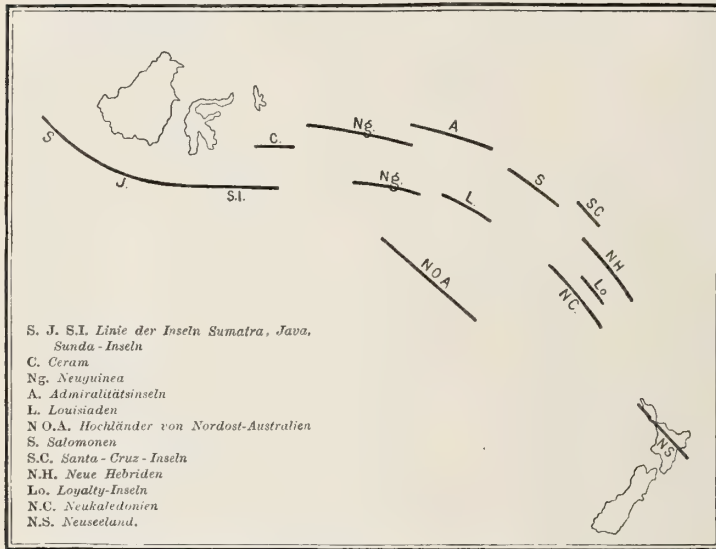 Ng.
A
C.
S
J.
S.I.
Ng.
L.
S
SC
NOA
NH
Lo
NC.
NS
S. J. S.I. Linie der Inseln Sumatra, Java,
Sunda-Inseln
C. Ceram
Ng. Neuguinea
A. Admiralitätsinseln
L. Louisiaden
N O.A. Hochländer von Nordost-Australien
S. Salomonen
S.C. Santa-Cruz-Inseln
N.H. Neue Hebriden
Lo. Loyalty-Inseln
N.C. Neukaledonien
N.S. Neuseeland.